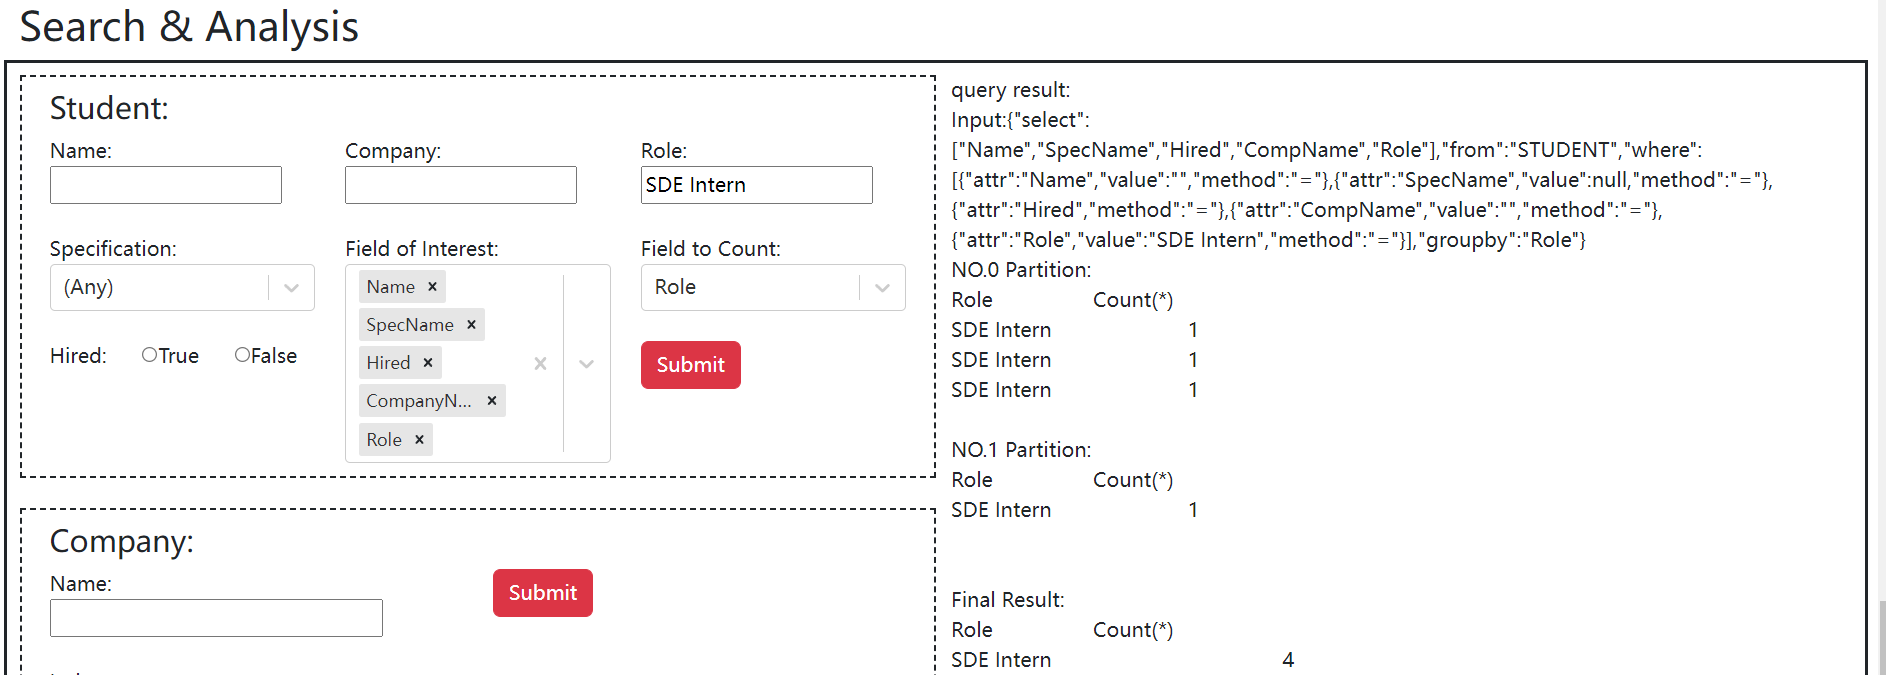 Search & Analysis
Student:
Name:
Company:
Role:
SDE Intern
Specification:
Field of Interest:
Field to Count:
(Any)
Name ×
SpecName ×
Hired ×
CompanyN... ×
Role ×
Role
Hired:
True
False
Submit
Company:
Name:
Submit
query result:
Input:{"select":
["Name","SpecName","Hired","CompName","Role"],"from":"STUDENT","where":
[{"attr":"Name","value":"","method":"="},{"attr":"SpecName","value":null,"method":"="},
{"attr":"Hired","method":"="},{"attr":"CompName","value":"","method":"="},
{"attr":"Role","value":"SDE Intern","method":"="}],"groupby":"Role"}
NO.0 Partition:
Role Count(*)
SDE Intern 1
SDE Intern 1
SDE Intern 1
NO.1 Partition:
Role Count(*)
SDE Intern 1
Final Result:
Role Count(*)
SDE Intern 4